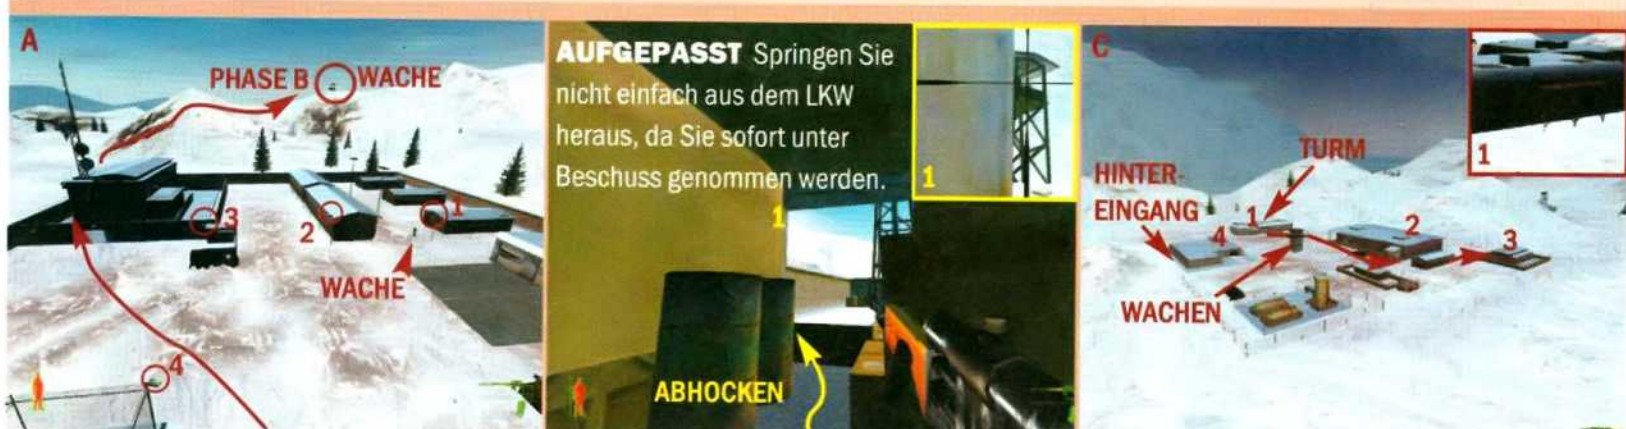 A
PHASE B WACHE
3
2
1
WACHE
4
AUFGEPASST Springen Sie
nicht einfach aus dem LKW
heraus, da Sie sofort unter
Beschuss genommen werden.
1
1
ABHOCKEN
C
1
TURM
HINTER-
EINGANG
1
2
4
3
WACHEN